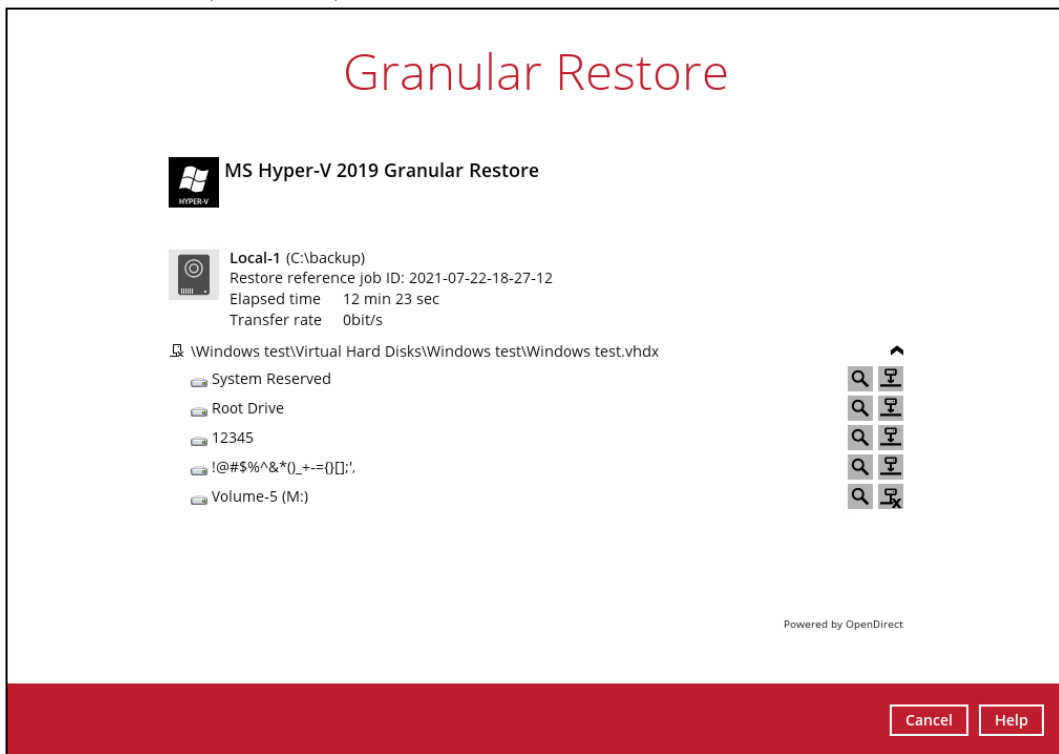 Granular Restore
MS Hyper-V 2019 Granular Restore
HYPER-V
Local-1 (C:\backup)
Restore reference job ID: 2021-07-22-18-27-12
Elapsed time 12 min 23 sec
Transfer rate 0bit/s
\Windows test\Virtual Hard Disks\Windows test\Windows test.vhdx
System Reserved
Root Drive
12345
!@#$%^&*()_+-={}[];',
Volume-5 (M:)
Powered by OpenDirect
Cancel Help